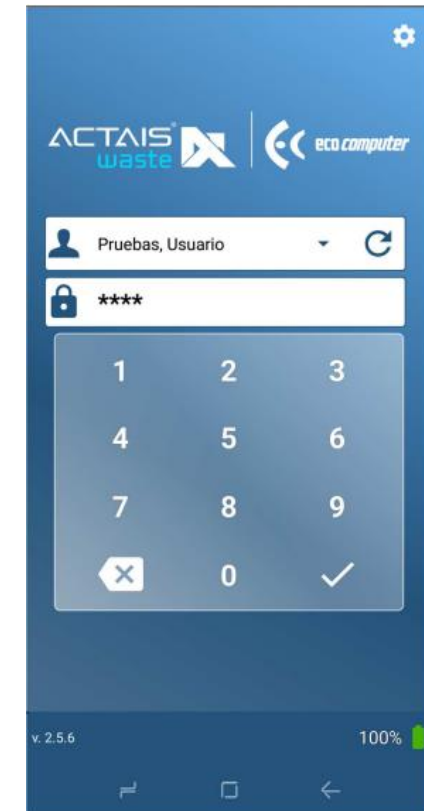 ACTAIS waste eco computer
Pruebas, Usuario
****
1 2 3
4 5 6
7 8 9
0
v. 2.5.6 100%